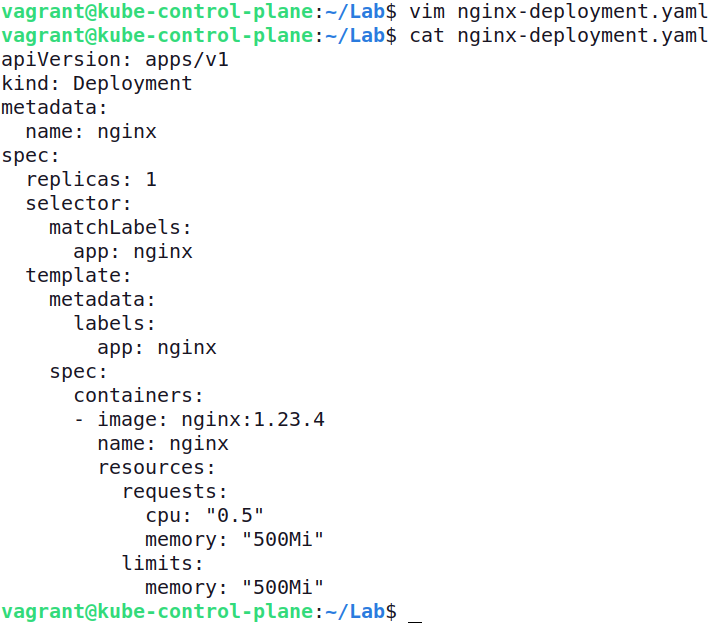 vagrant@kube-control-plane:~/Lab$ vim nginx-deployment.yaml
vagrant@kube-control-plane:~/Lab$ cat nginx-deployment.yaml
apiVersion: apps/v1
kind: Deployment
metadata:
  name: nginx
spec:
  replicas: 1
  selector:
    matchLabels:
      app: nginx
  template:
    metadata:
      labels:
        app: nginx
    spec:
      containers:
      - image: nginx:1.23.4
        name: nginx
        resources:
          requests:
            cpu: "0.5"
            memory: "500Mi"
          limits:
            memory: "500Mi"
vagrant@kube-control-plane:~/Lab$ _